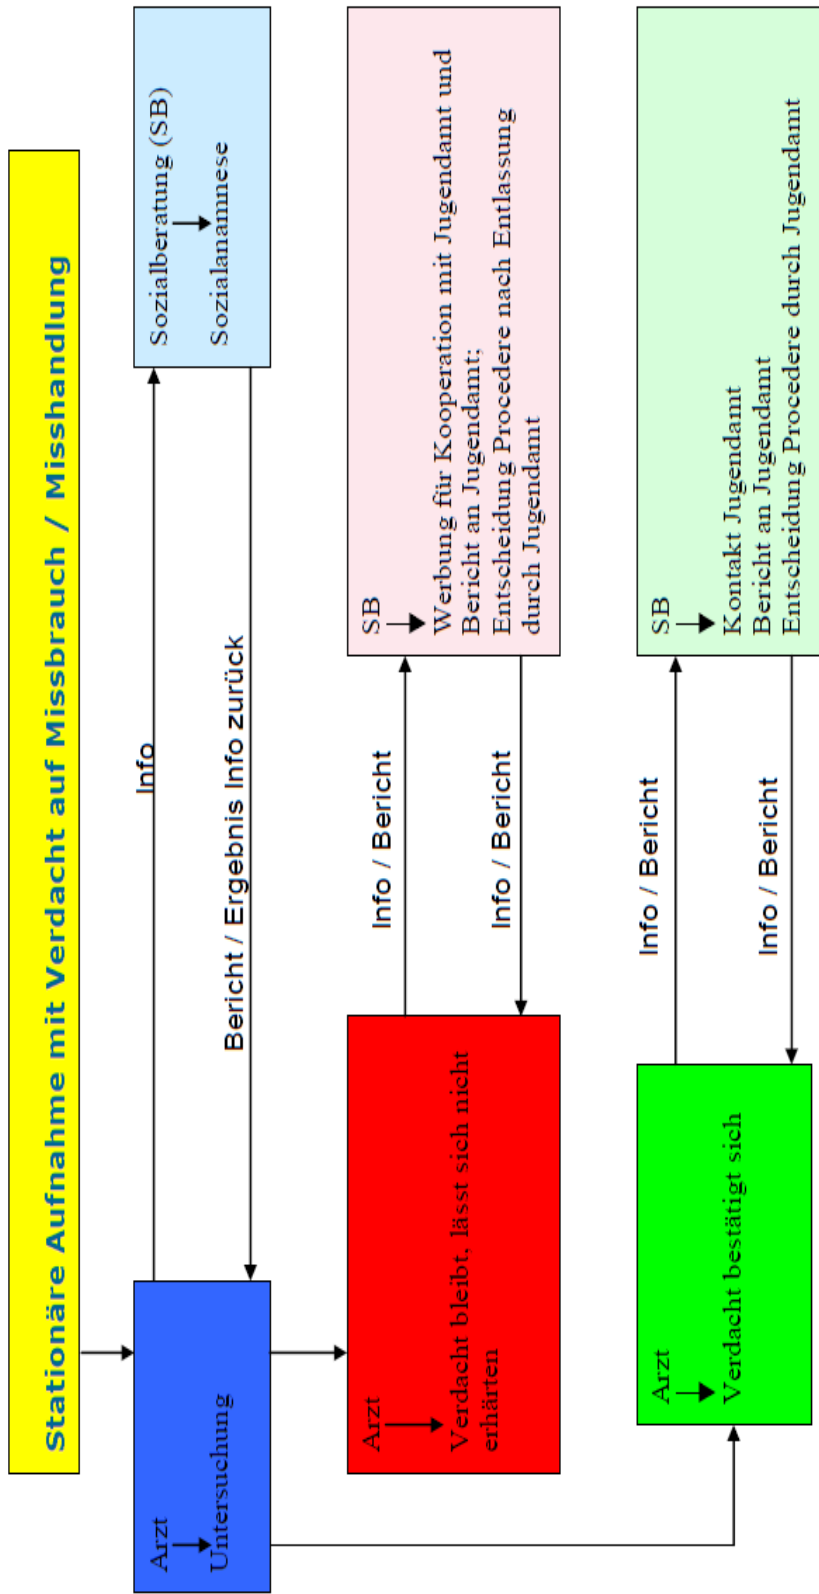 Stationäre Aufnahme mit Verdacht auf Missbrauch / Misshandlung
Arzt
Untersuchung
Info
Bericht / Ergebnis Info zurück
Sozialberatung (SB)
Sozialanamnese
Arzt
Verdacht bleibt, lässt sich nicht
erhärten
Info / Bericht
Info / Bericht
SB
Werbung für Kooperation mit Jugendamt und
Bericht an Jugendamt;
Entscheidung Procedere nach Entlassung
durch Jugendamt
Arzt
Verdacht bestätigt sich
Info / Bericht
Info / Bericht
SB
Kontakt Jugendamt
Bericht an Jugendamt
Entscheidung Procedere durch Jugendamt